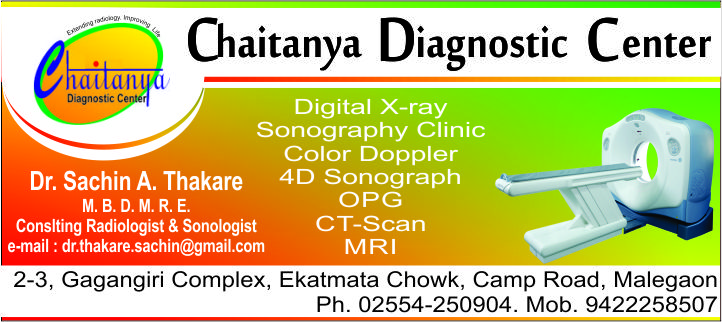 Extending radiology, Improving Life
Chaitanya
Diagnostic Center
Chaitanya Diagnostic Center
Dr. Sachin A. Thakare
M. B. D. M. R. E.
Conslting Radiologist & Sonologist
e-mail : dr.thakare.sachin@gmail.com
Digital X-ray
Sonography Clinic
Color Doppler
4D Sonograph
OPG
CT-Scan
MRI
2-3, Gagangiri Complex, Ekatmata Chowk, Camp Road, Malegaon
Ph. 02554-250904. Mob. 9422258507